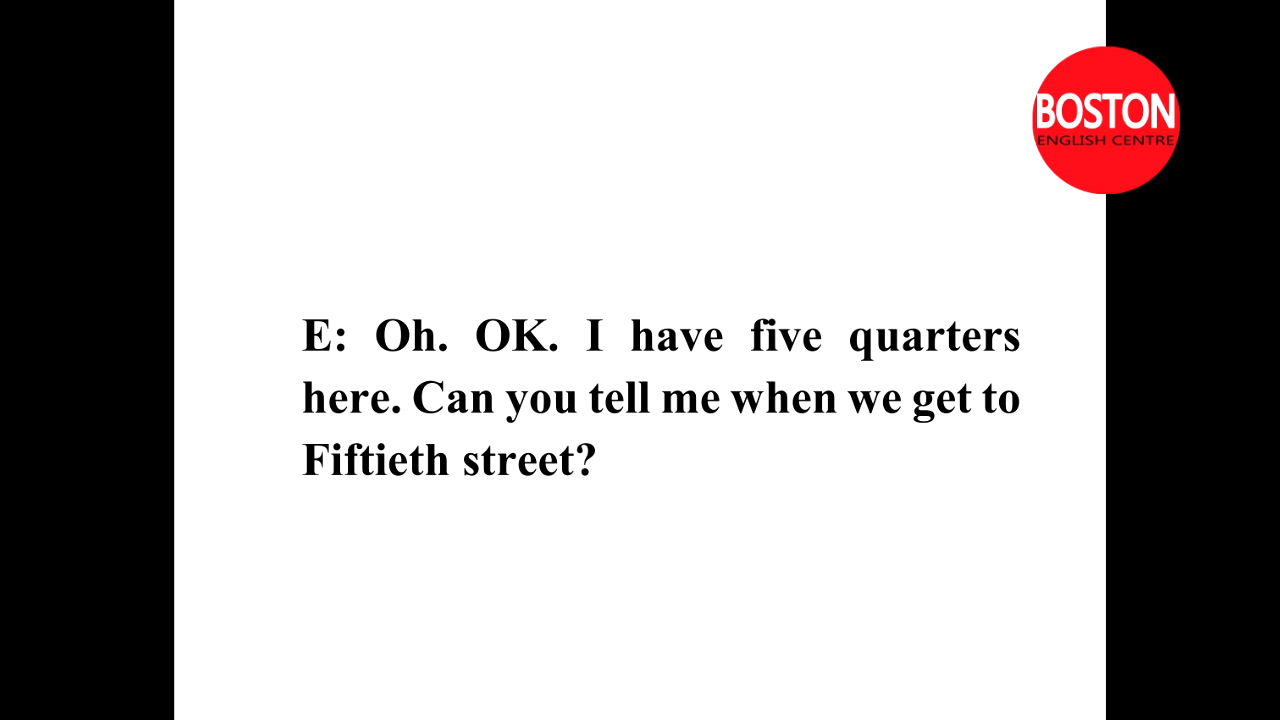 BOSTON
ENGLISH CENTRE
E: Oh. OK. I have five quarters
here. Can you tell me when we get to
Fiftieth street?